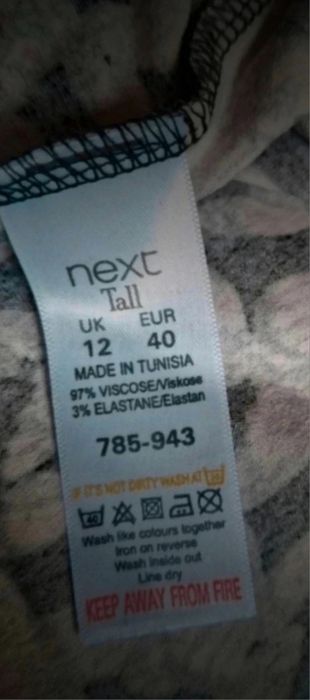 next
Tall
UK EUR
12 40
MADE IN TUNISIA
97% VISCOSE/Viskose
3% ELASTANE/Elastan
785-943
IF IT'S NOT DIRTY WASH AT
40
Wash like colours together
Iron on reverse
Wash inside out
Line dry
KEEP AWAY FROM FIRE